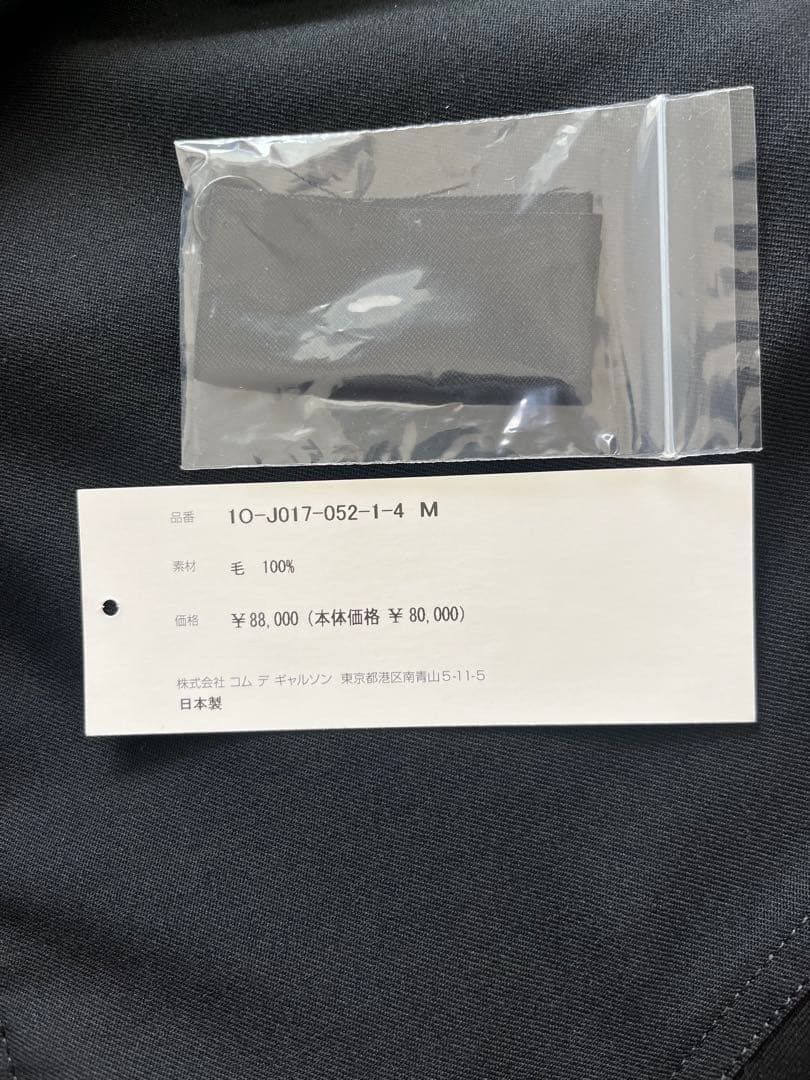 品番 1O-J017-052-1-4 M
素材 毛 100%
価格 ￥88,000 (本体価格 ￥80,000)
株式会社 コム デ ギャルソン 東京都港区南青山5-11-5
日本製